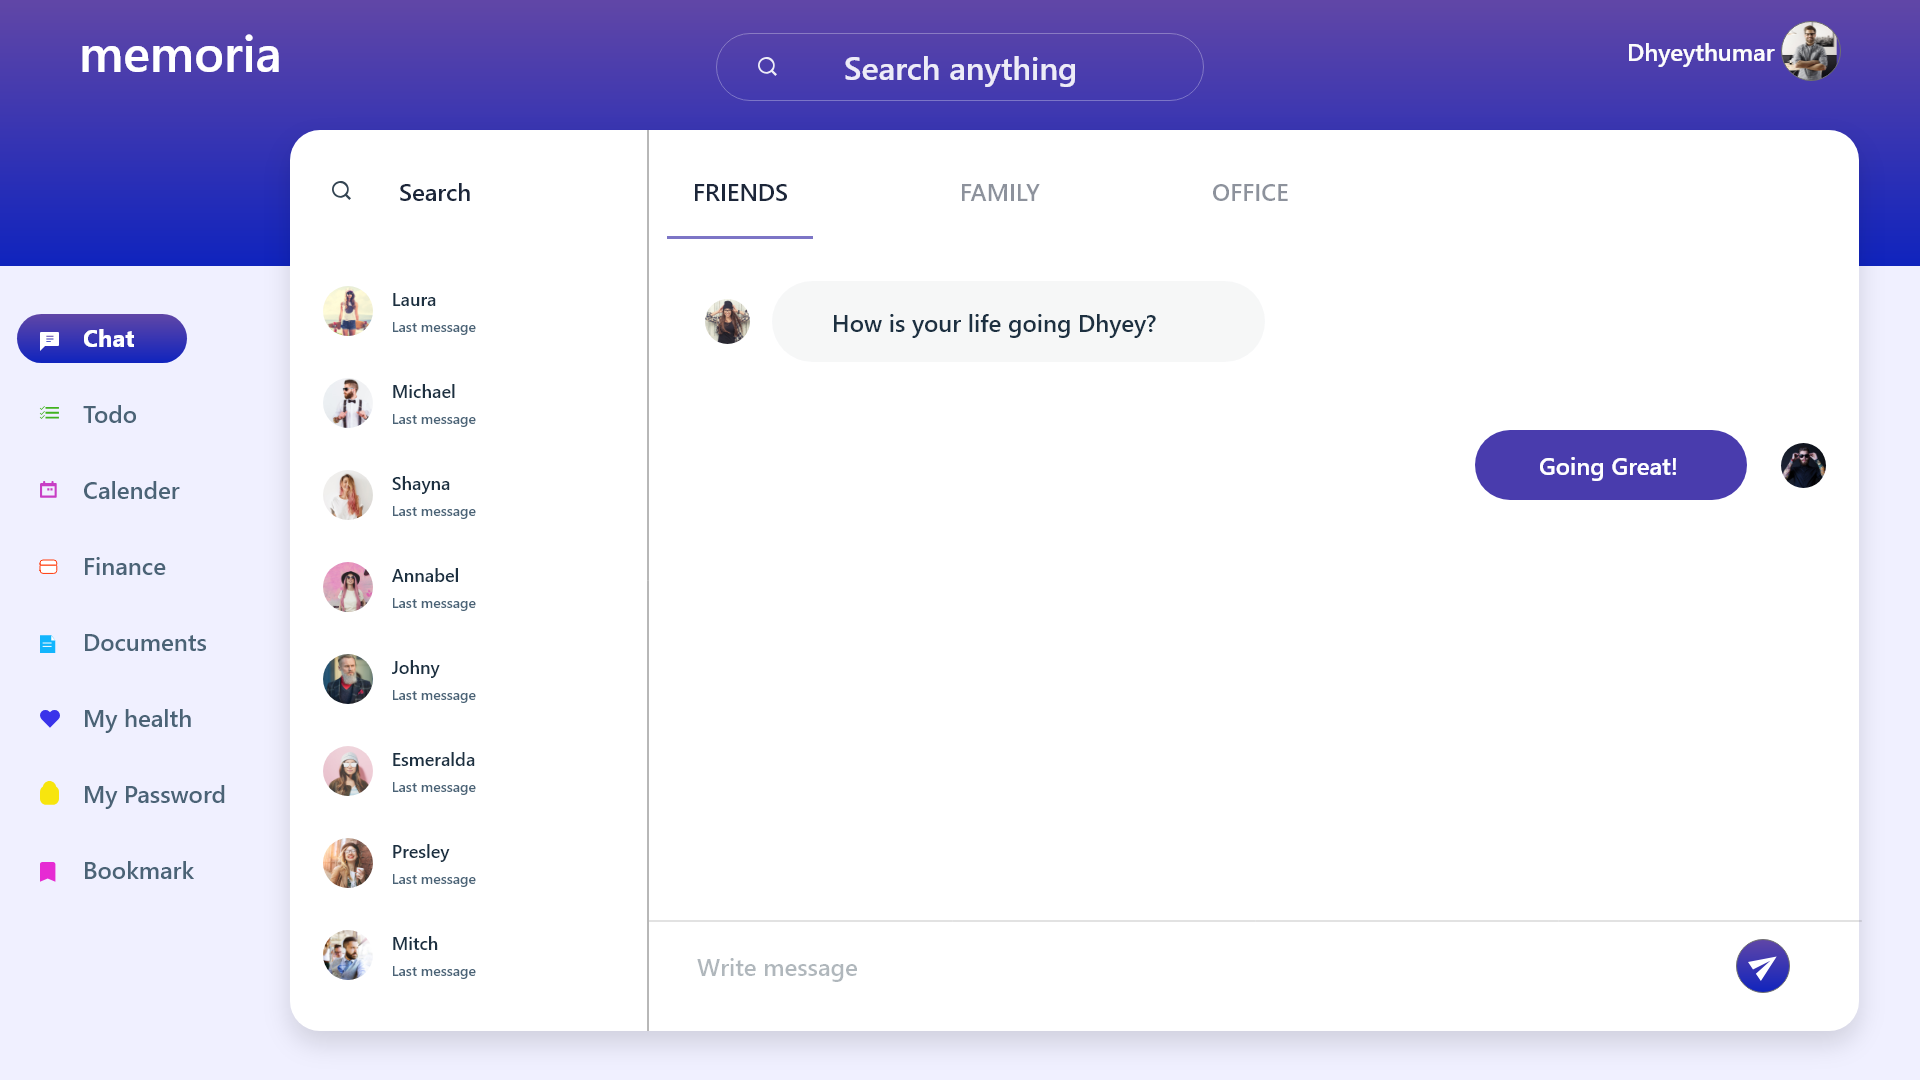 memoria
Search anything
Dhyeythumar
Chat
Todo
Calender
Finance
Documents
My health
My Password
Bookmark
Search
Laura
Last message
Michael
Last message
Shayna
Last message
Annabel
Last message
Johny
Last message
Esmeralda
Last message
Presley
Last message
Mitch
Last message
FRIENDS FAMILY OFFICE
How is your life going Dhyey?
Going Great!
Write message